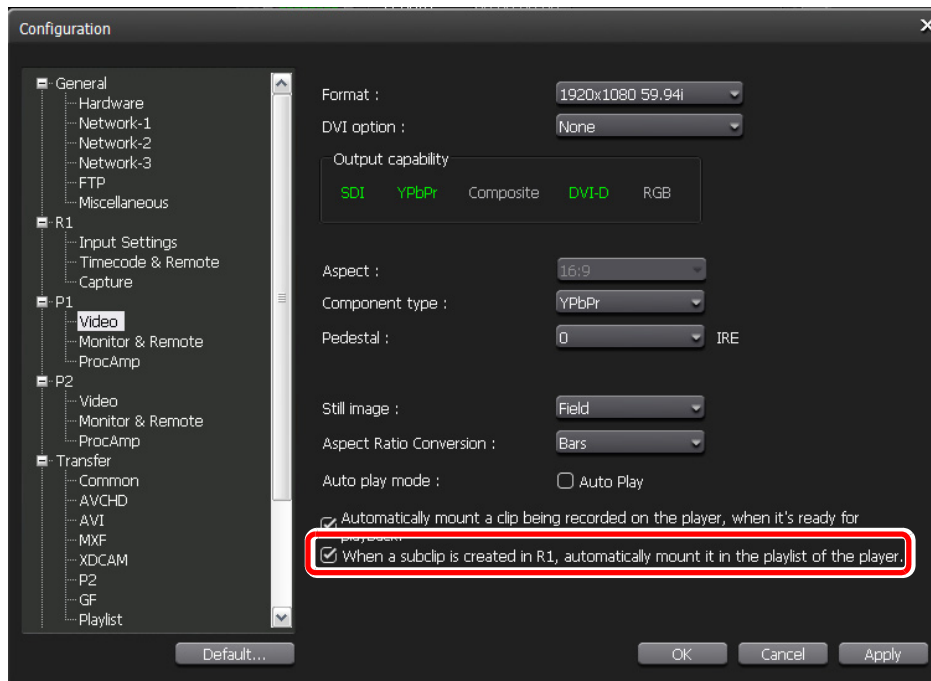 Configuration
General
Hardware
Network-1
Network-2
Network-3
FTP
Miscellaneous
R1
Input Settings
Timecode & Remote
Capture
P1
Video
Monitor & Remote
ProcAmp
P2
Video
Monitor & Remote
ProcAmp
Transfer
Common
AVCHD
AVI
MXF
XDCAM
P2
GF
Playlist
Default...
Format :
1920x1080 59.94i
DVI option :
None
Output capability
SDI YPbPr Composite DVI-D RGB
Aspect :
16:9
Component type :
YPbPr
Pedestal :
0
IRE
Still image :
Field
Aspect Ratio Conversion :
Bars
Auto play mode :
Auto Play
Automatically mount a clip being recorded on the player, when it's ready for
playback.
When a subclip is created in R1, automatically mount it in the playlist of the player.
OK
Cancel
Apply